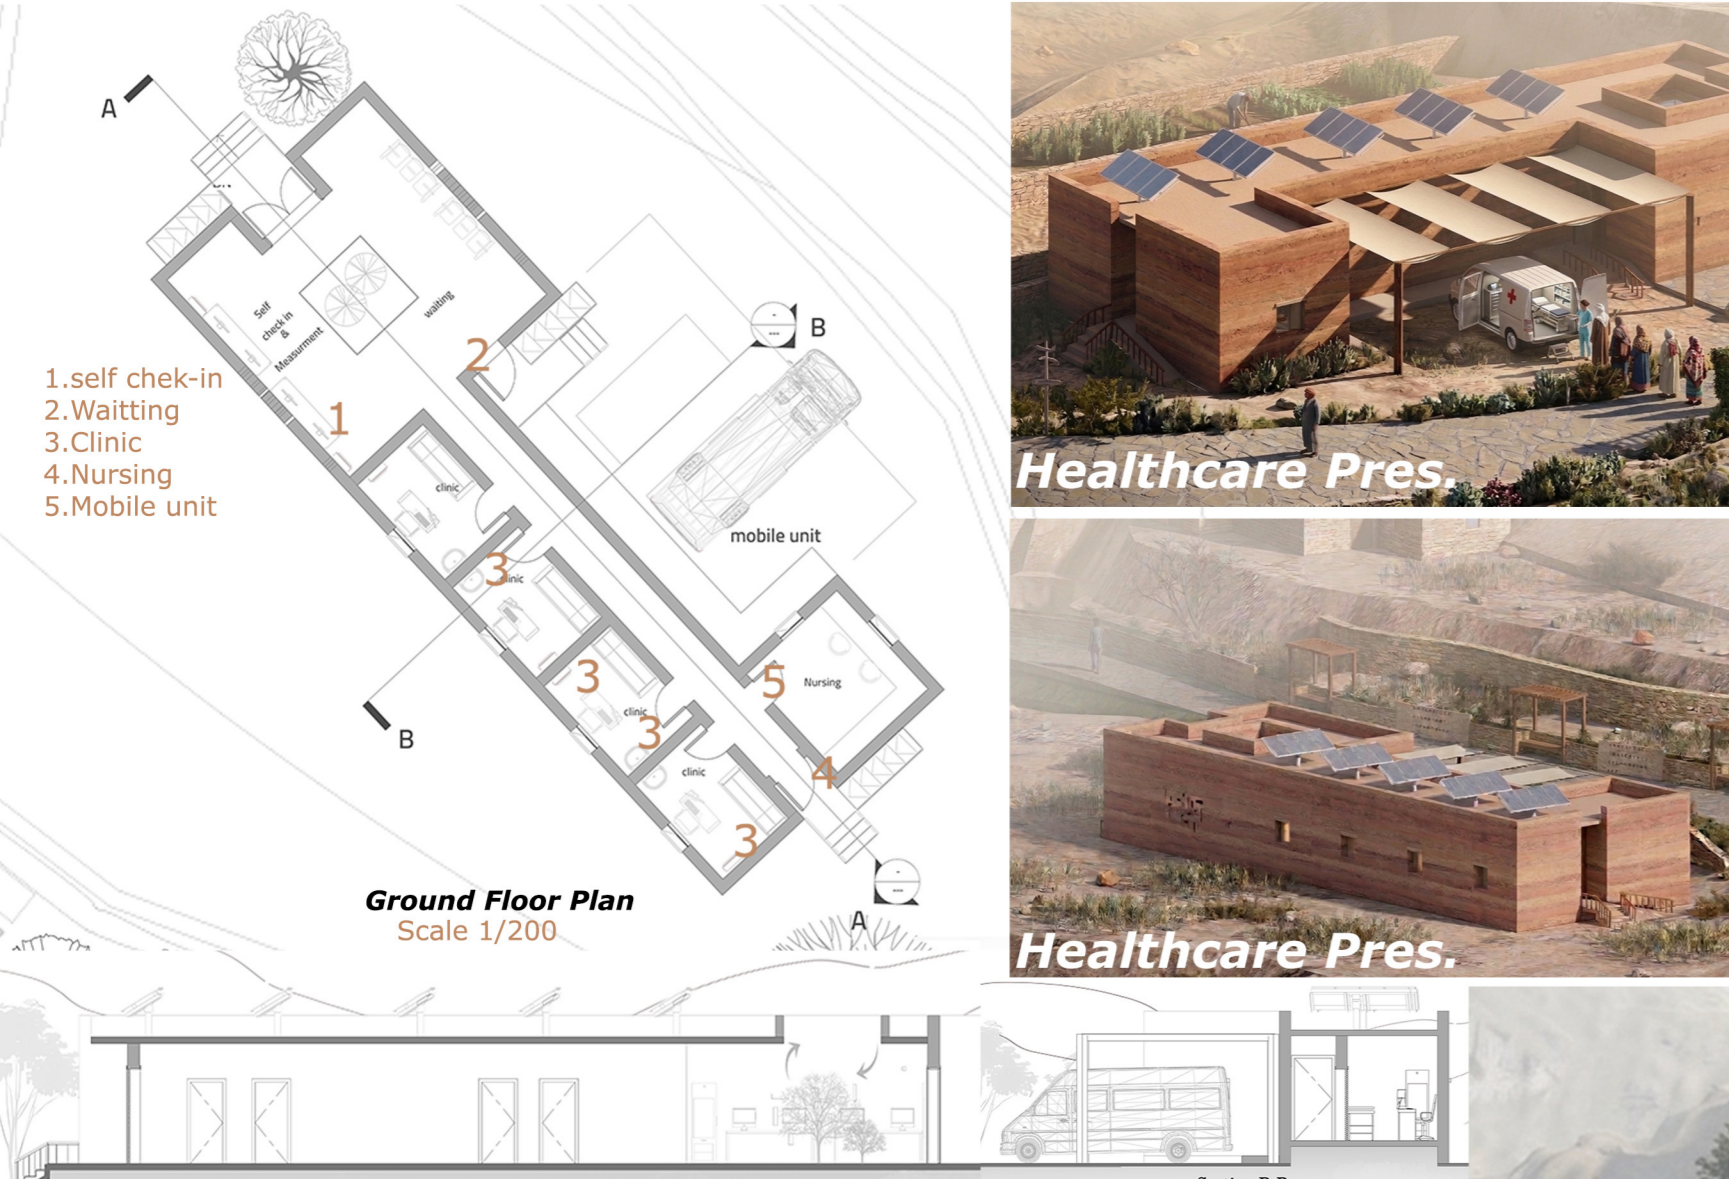 A
DN
Self
check in
&
Measurment
waiting
2
B
1.self chek-in
2.Waitting
3.Clinic
4.Nursing
5.Mobile unit
1
clinic
mobile unit
3
clinic
3
clinic
3
5
Nursing
B
clinic
4
3
Ground Floor Plan
Scale 1/200
A
Healthcare Pres.
Healthcare Pres.